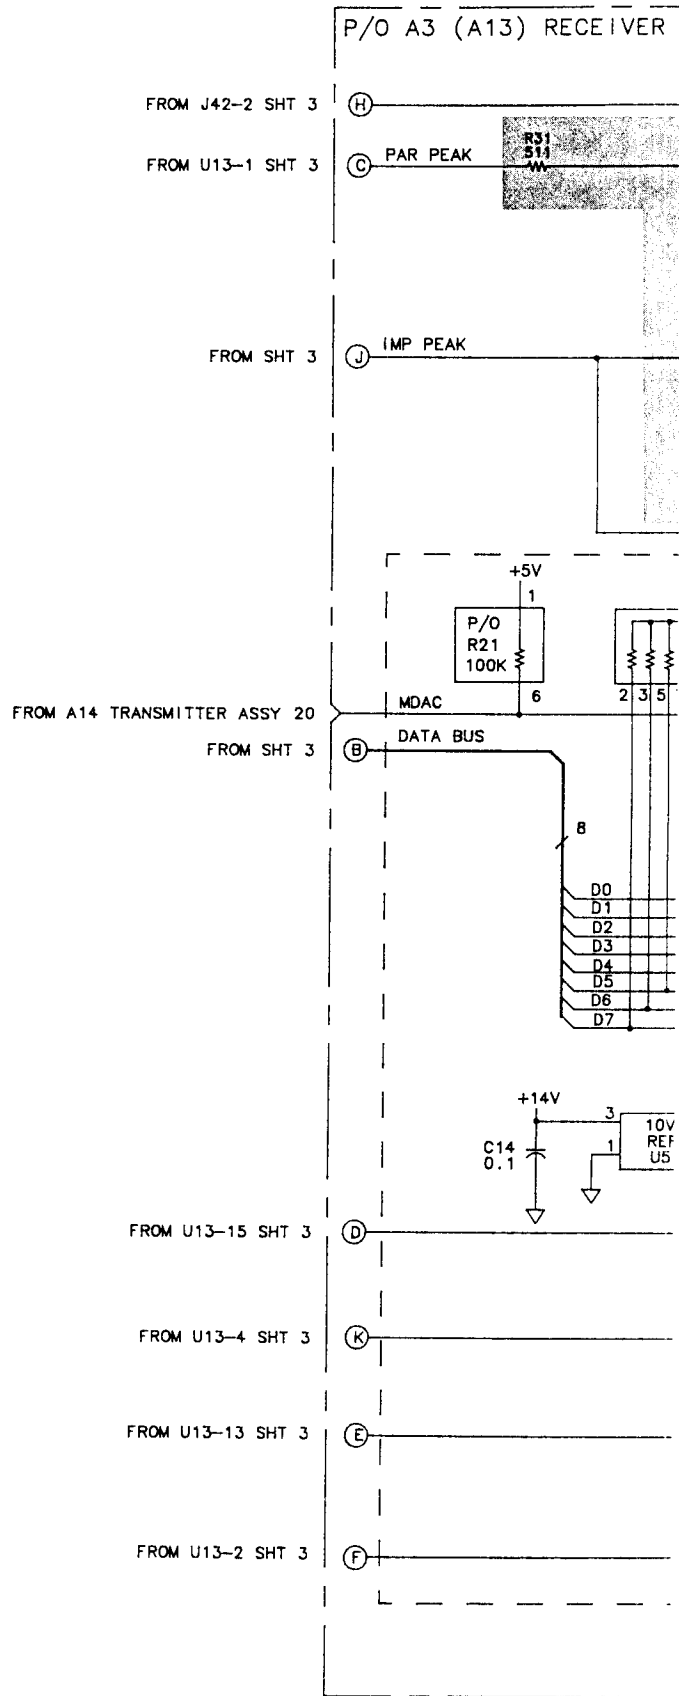 P/O A3 (A13) RECEIVER
FROM J42-2 SHT 3 H
R31
511
FROM U13-1 SHT 3 C PAR PEAK
FROM SHT 3 J IMP PEAK
+5V
1
P/O
R21
100K
6
2 3 5
FROM A14 TRANSMITTER ASSY 20 MDAC
FROM SHT 3 B DATA BUS
8
D0
D1
D2
D3
D4
D5
D6
D7
+14V
3
10V
C14
0.1
1
REF
U5
FROM U13-15 SHT 3 D
FROM U13-4 SHT 3 K
FROM U13-13 SHT 3 E
FROM U13-2 SHT 3 F